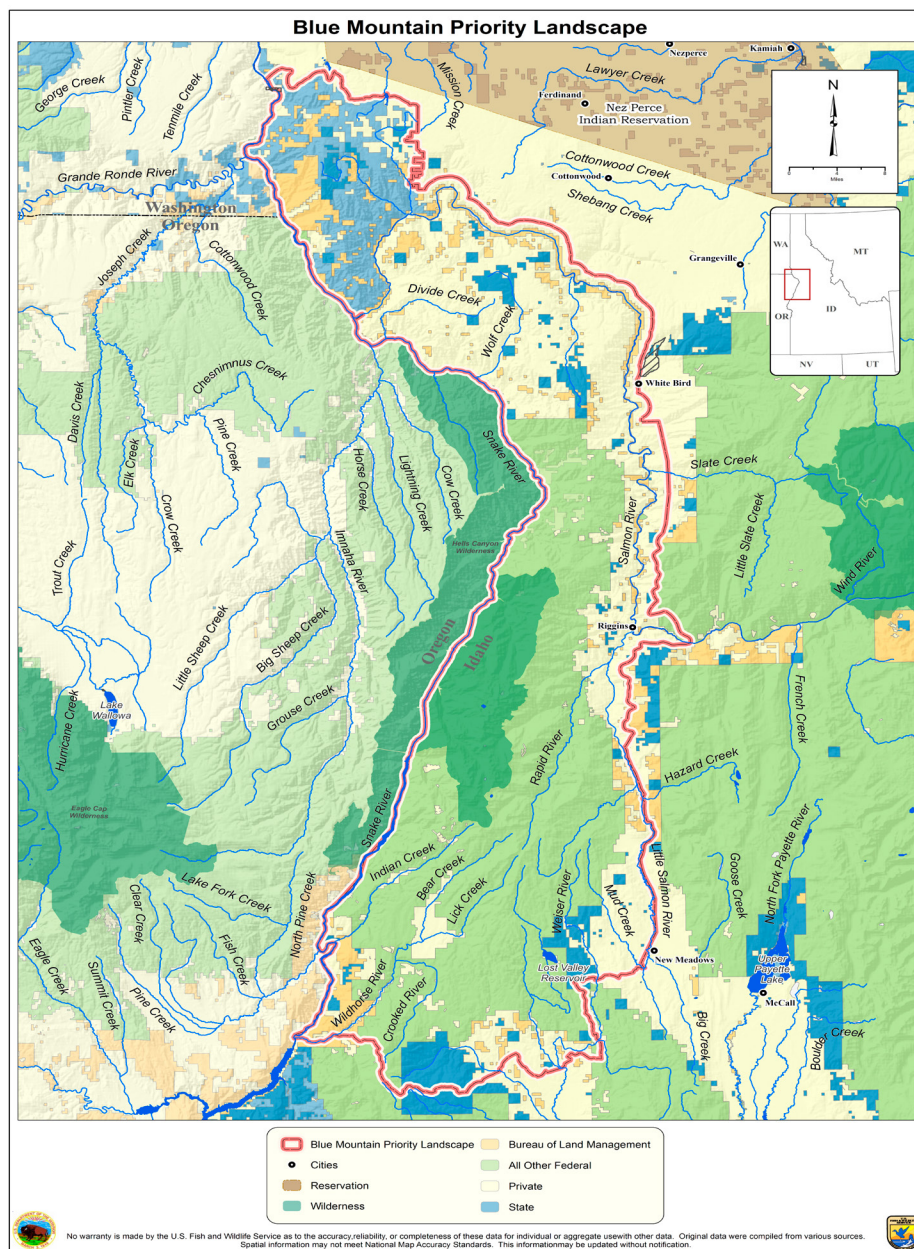 Blue Mountain Priority Landscape
Nezperce
Kamiah
George Creek
Pintler Creek
Tenmile Creek
Mission Creek
Lawyer Creek
Ferdinand
Nez Perce
Indian Reservation
N
0
4
8
Miles
Grande Ronde River
Cottonwood Creek
Cottonwood
Shebang Creek
Washington
Oregon
Joseph Creek
Cottonwood Creek
Grangeville
WA
MT
OR
ID
NV
UT
Divide Creek
Wolf Creek
White Bird
Chesnimnus Creek
Davis Creek
Elk Creek
Pine Creek
Crow Creek
Horse Creek
Lightning Creek
Cow Creek
Snake River
Slate Creek
Little Slate Creek
Salmon River
Wind River
Imnaha River
Hells Canyon
Wilderness
Trout Creek
Little Sheep Creek
Big Sheep Creek
Grouse Creek
Oregon
Idaho
Riggins
Lake
Wallowa
Hurricane Creek
French Creek
Rapid River
Hazard Creek
Eagle Cap
Wilderness
Snake River
Indian Creek
Bear Creek
Lick Creek
Little Salmon River
Goose Creek
North Fork Payette River
Lake Fork Creek
Clear Creek
Fish Creek
North Pine Creek
Weiser River
Mud Creek
New Meadows
Lost Valley
Reservoir
Upper
Payette
Lake
McCall
Eagle Creek
Summit Creek
Pine Creek
Wildhorse River
Crooked River
Big Creek
Boulder Creek
Blue Mountain Priority Landscape
Cities
Reservation
Wilderness
Bureau of Land Management
All Other Federal
Private
State
No warranty is made by the U.S. Fish and Wildlife Service as to the accuracy,reliability, or completeness of these data for individual or aggregate usewith other data. Original data were compiled from various sources.
Spatial information may not meet National Map Accuracy Standards. This informationmay be updated without notification.